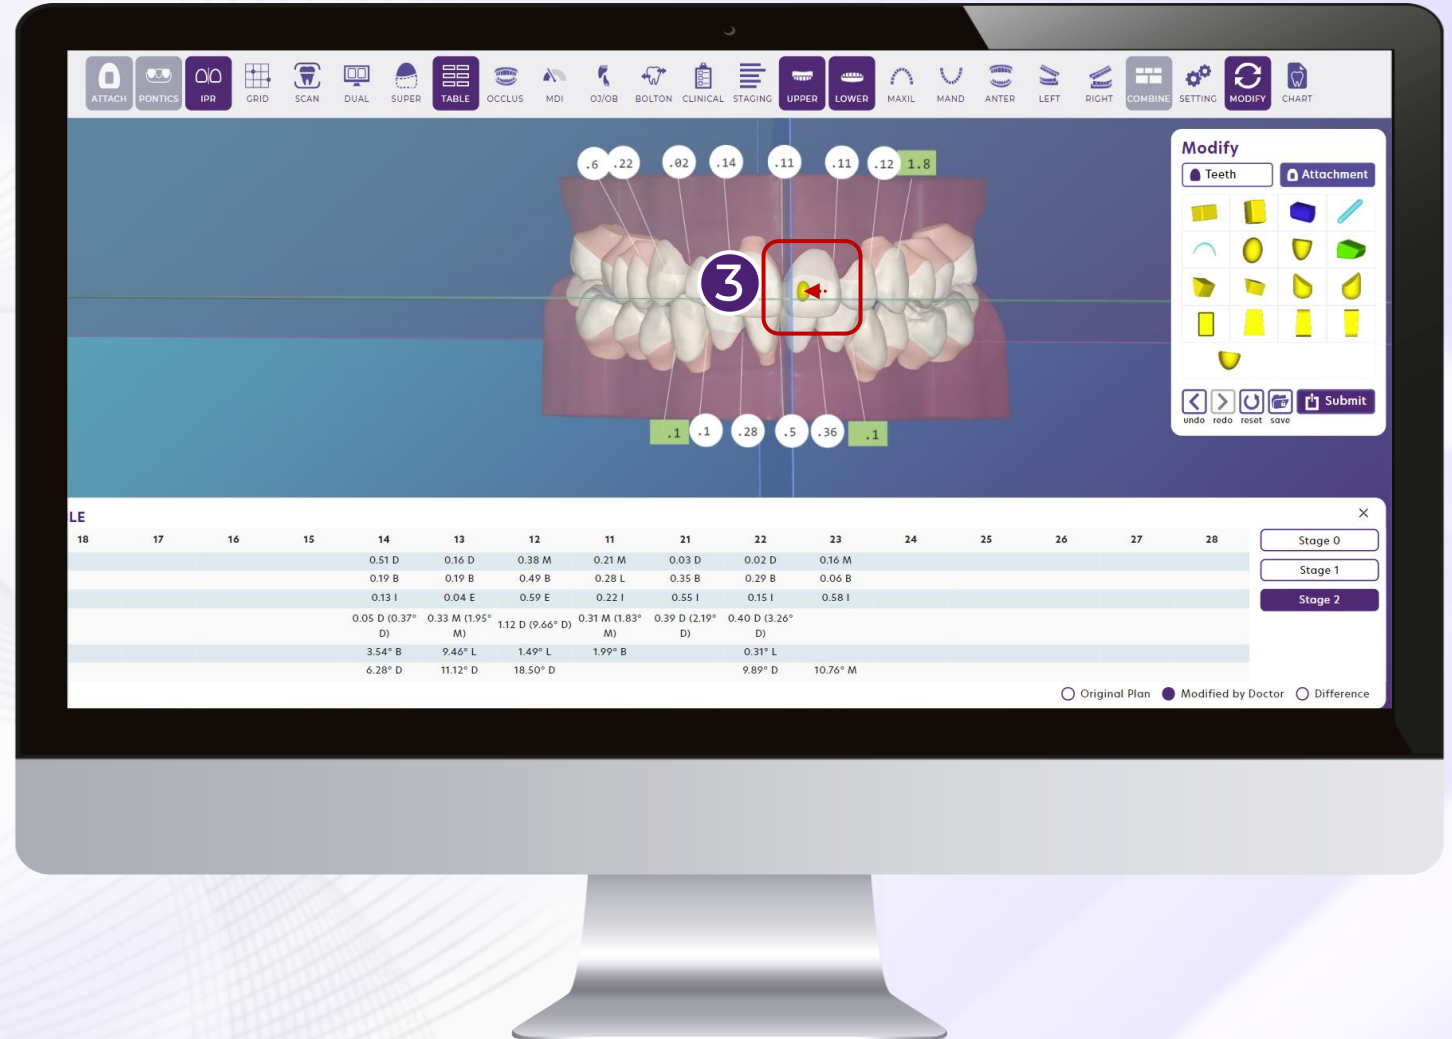 ATTACH PONTICS IPR GRID SCAN DUAL SUPER TABLE OCCLUS MDI OJ/OB BOLTON CLINICAL STAGING UPPER LOWER MAXIL MAND ANTER LEFT RIGHT COMBINE SETTING MODIFY CHART
Modify
Teeth Attachment
.6 .22 .02 .14 .11 .11 .12 1.8
3
.1 .1 .28 .5 .36 .1
undo redo reset save Submit
LE
18 17 16 15 14 13 12 11 21 22 23 24 25 26 27 28
0.51 D 0.16 D 0.38 M 0.21 M 0.03 D 0.02 D 0.16 M
0.19 B 0.19 B 0.49 B 0.28 L 0.35 B 0.29 B 0.06 B
0.13 I 0.04 E 0.59 E 0.22 I 0.55 I 0.15 I 0.58 I
0.05 D (0.37° D) 0.33 M (1.95° M) 1.12 D (9.66° D) 0.31 M (1.83° M) 0.39 D (2.19° D) 0.40 D (3.26° D)
3.54° B 9.46° L 1.49° L 1.99° B 0.31° L
6.28° D 11.12° D 18.50° D 9.89° D 10.76° M
Stage 0
Stage 1
Stage 2
Original Plan Modified by Doctor Difference